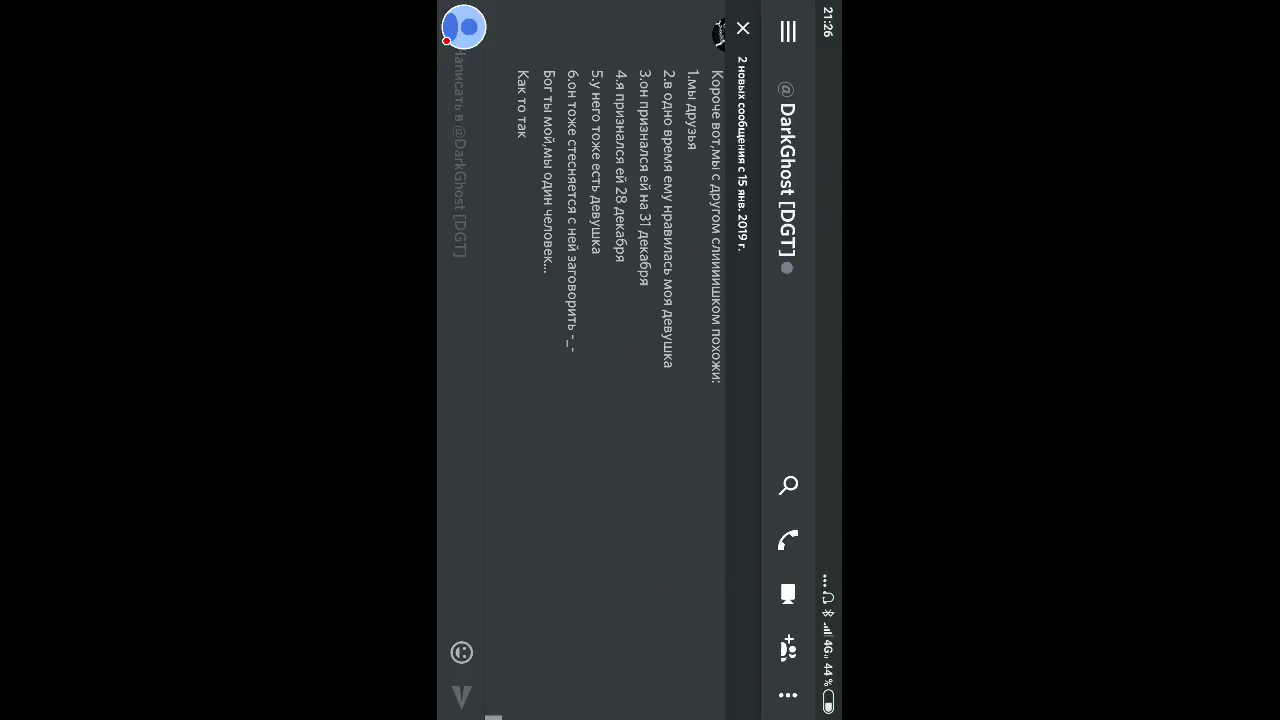 21:26
4G
44 %
@ DarkGhost [DGT]
2 новых сообщения с 15 янв. 2019 г.
Короче вот,мы с другом слиииишком похожи:
1.мы друзья
2.в одно время ему нравилась моя девушка
3.он признался ей на 31 декабря
4.я признался ей 28 декабря
5.у него тоже есть девушка
6.он тоже стесняется с ней заговорить -_-
Бог ты мой,мы один человек...
Как то так
Написать в @DarkGhost [DGT]